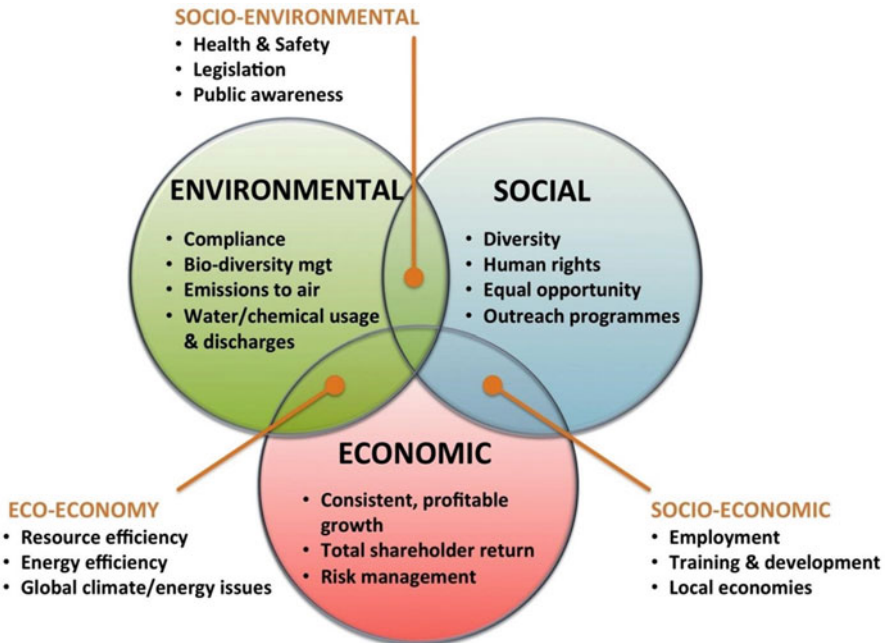 SOCIO-ENVIRONMENTAL
• Health & Safety
• Legislation
• Public awareness
ENVIRONMENTAL
• Compliance
• Bio-diversity mgt
• Emissions to air
• Water/chemical usage
& discharges
SOCIAL
• Diversity
• Human rights
• Equal opportunity
• Outreach programmes
ECONOMIC
• Consistent, profitable
growth
• Total shareholder return
• Risk management
ECO-ECONOMY
• Resource efficiency
• Energy efficiency
• Global climate/energy issues
SOCIO-ECONOMIC
• Employment
• Training & development
• Local economies